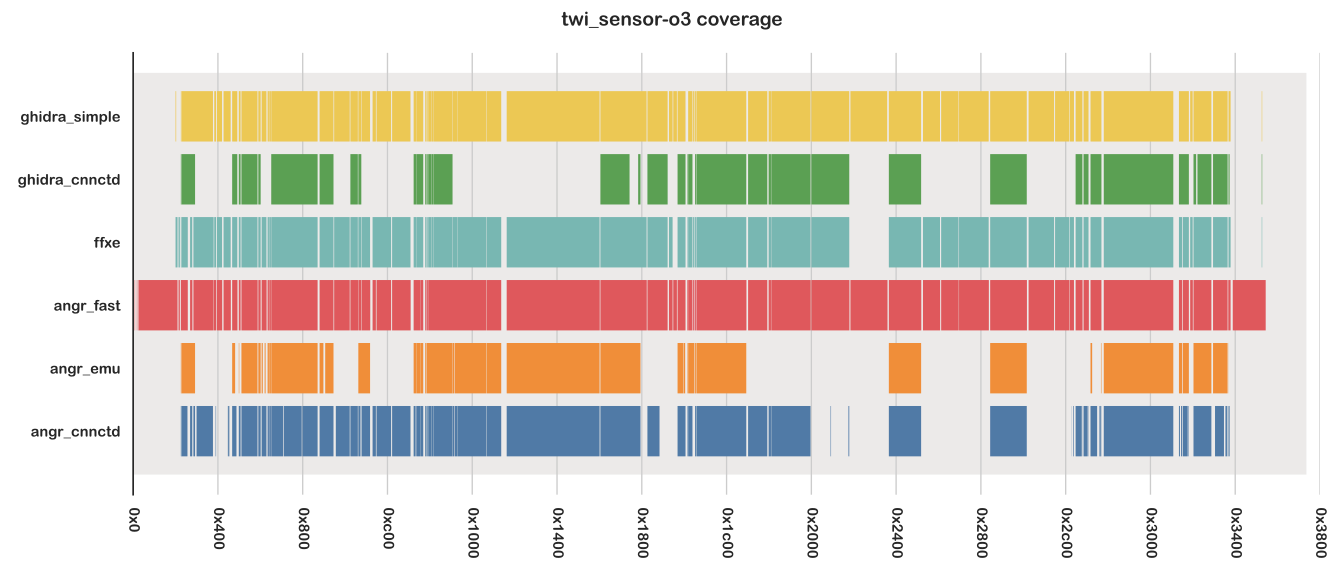 twi_sensor-o3 coverage
ghidra_simple
ghidra_cnnctd
ffxe
angr_fast
angr_emu
angr_cnnctd
0x0
0x400
0x800
0xc00
0x1000
0x1400
0x1800
0x1c00
0x2000
0x2400
0x2800
0x2c00
0x3000
0x3400
0x3800